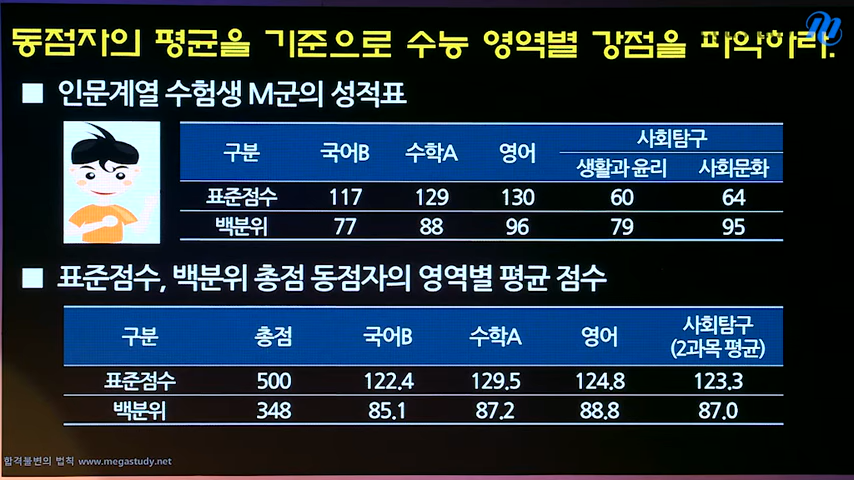 동점자의 평균을 기준으로 수능 영역별 강점을 파악하라.
■ 인문계열 수험생 M군의 성적표
구분 국어B 수학A 영어 사회탐구
생활과 윤리 사회문화
표준점수 117 129 130 60 64
백분위 77 88 96 79 95
■ 표준점수, 백분위 총점 동점자의 영역별 평균 점수
구분 총점 국어B 수학A 영어 사회탐구
(2과목 평균)
표준점수 500 122.4 129.5 124.8 123.3
백분위 348 85.1 87.2 88.8 87.0
합격불변의 법칙 www.megastudy.net